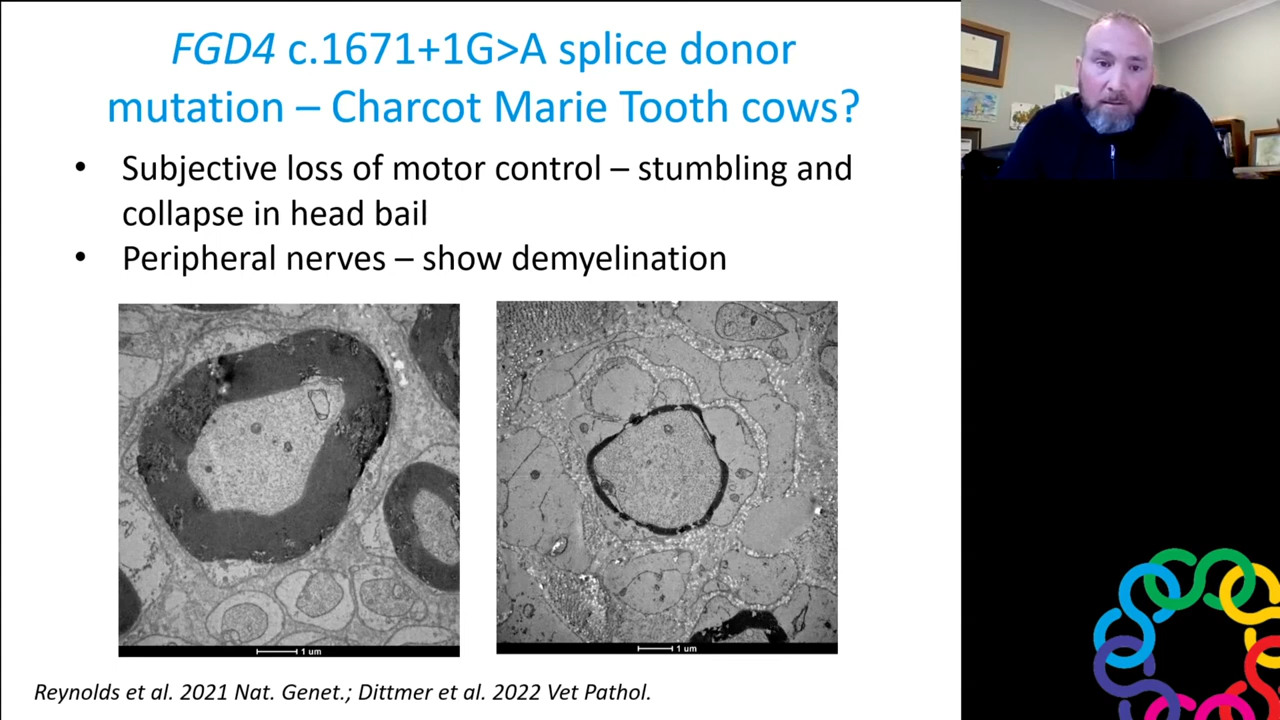 FGD4 c.1671+1G>A splice donor
mutation – Charcot Marie Tooth cows?
• Subjective loss of motor control – stumbling and
collapse in head bail
• Peripheral nerves – show demyelination
1 um
1 um
Reynolds et al. 2021 Nat. Genet.; Dittmer et al. 2022 Vet Pathol.